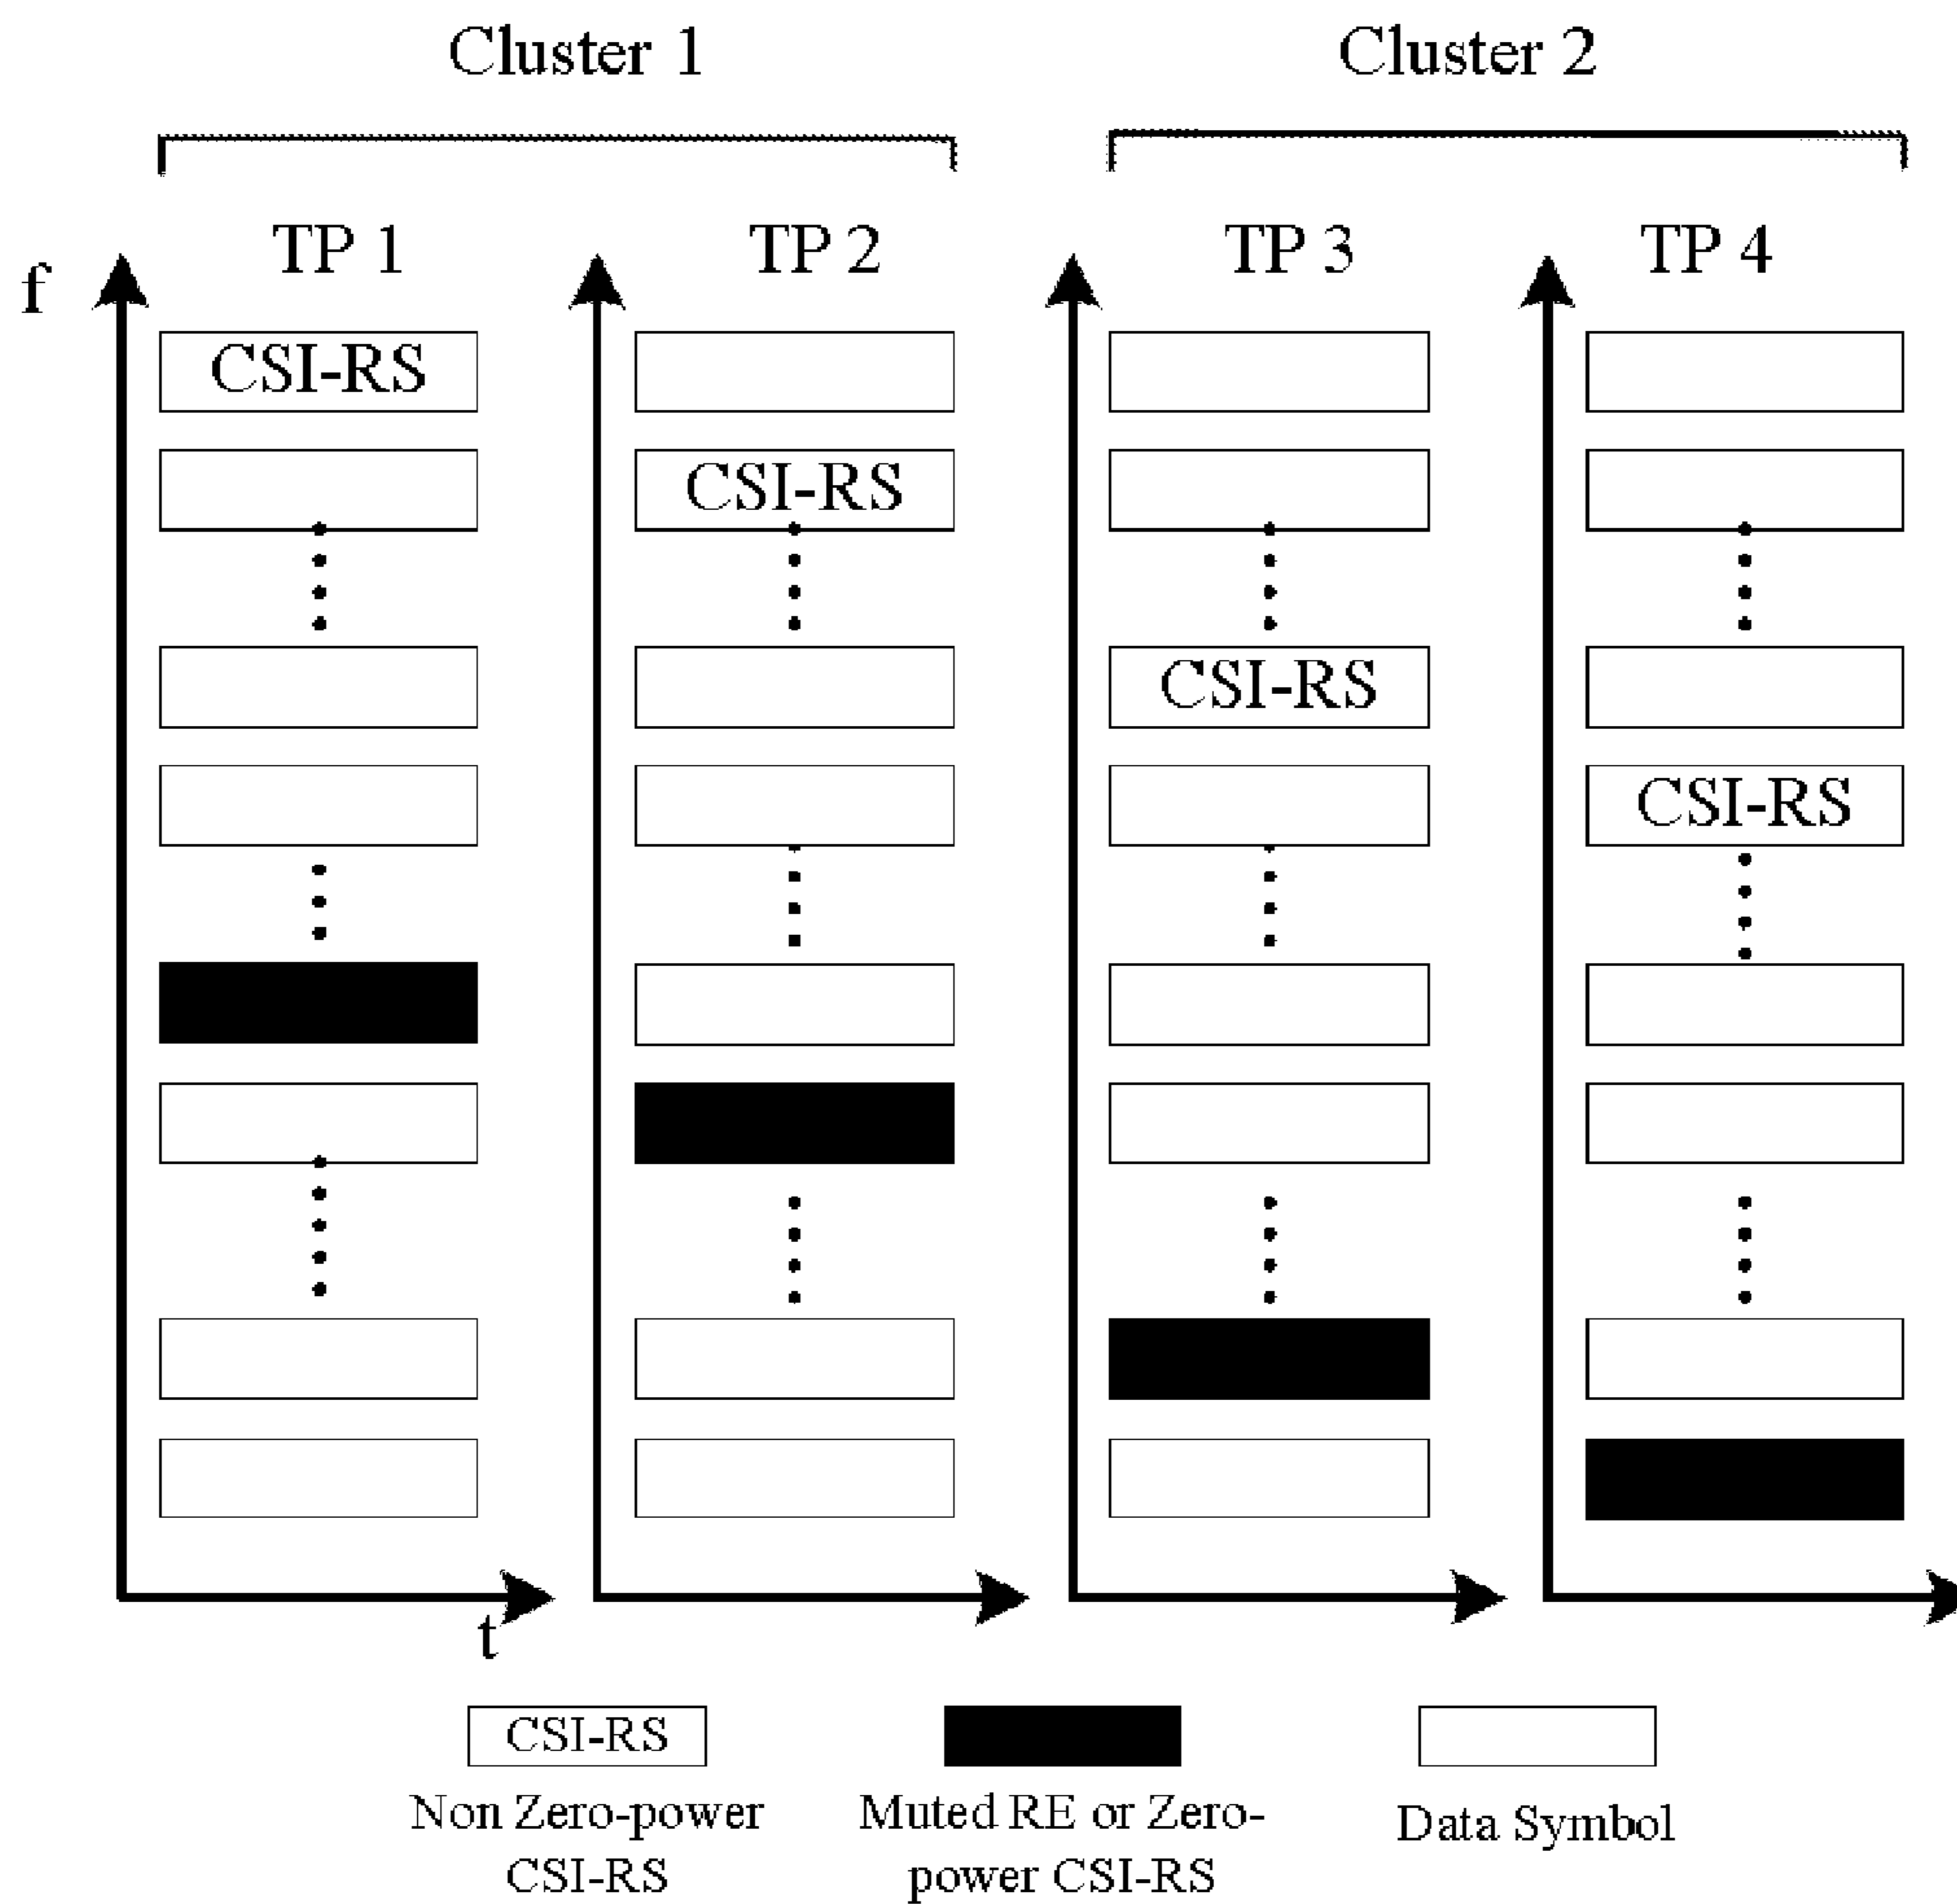 Cluster 1
Cluster 2
TP 1
TP 2
TP 3
TP 4
f
CSI-RS
CSI-RS
CSI-RS
CSI-RS
t
CSI-RS
Non Zero-power
CSI-RS
Muted RE or Zero-
power CSI-RS
Data Symbol